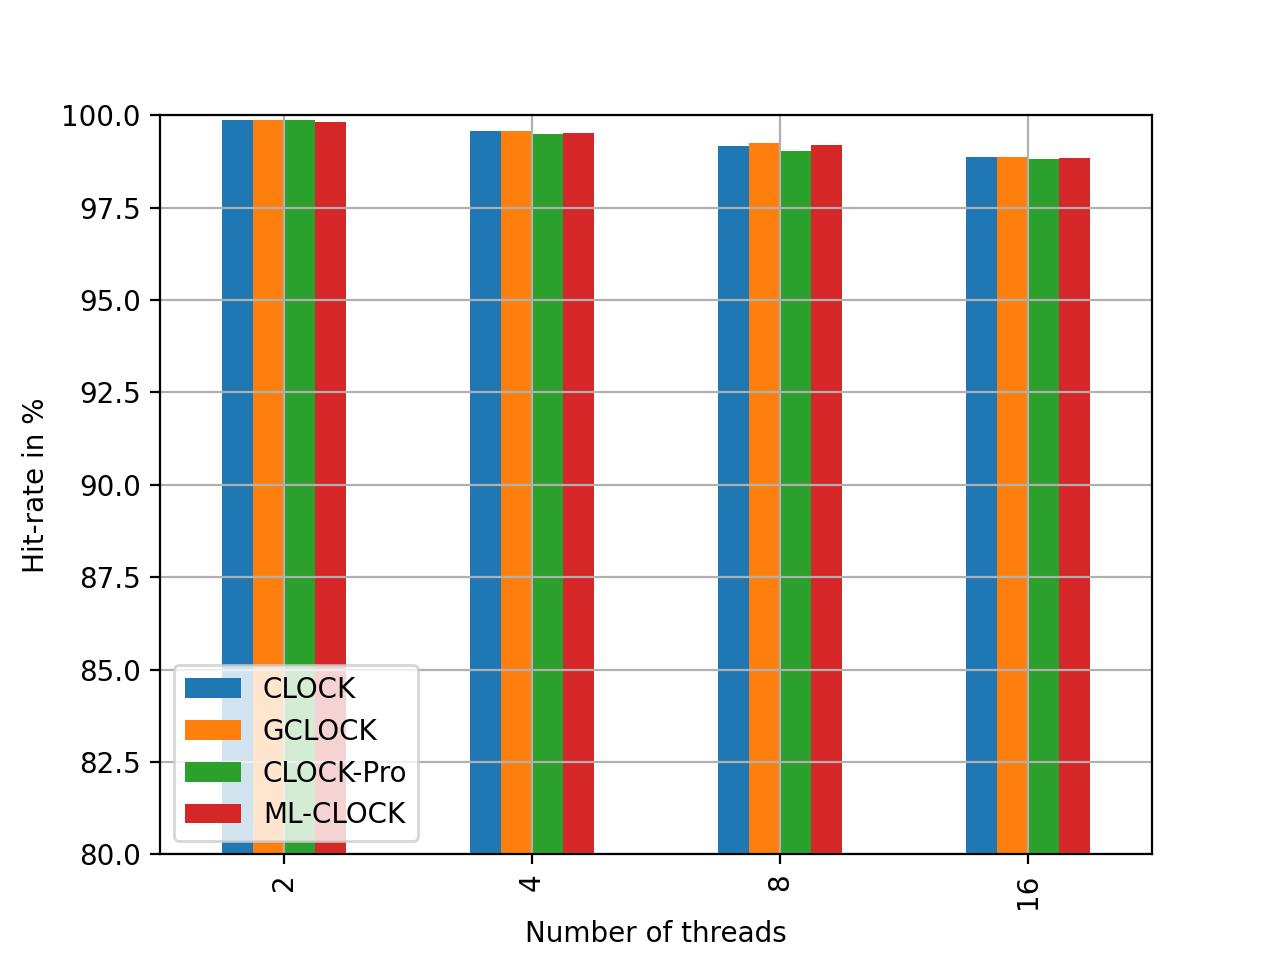 100.0
97.5
95.0
92.5
90.0
87.5
85.0
82.5
80.0
Hit-rate in %
CLOCK
GCLOCK
CLOCK-Pro
ML-CLOCK
2
4
8
16
Number of threads